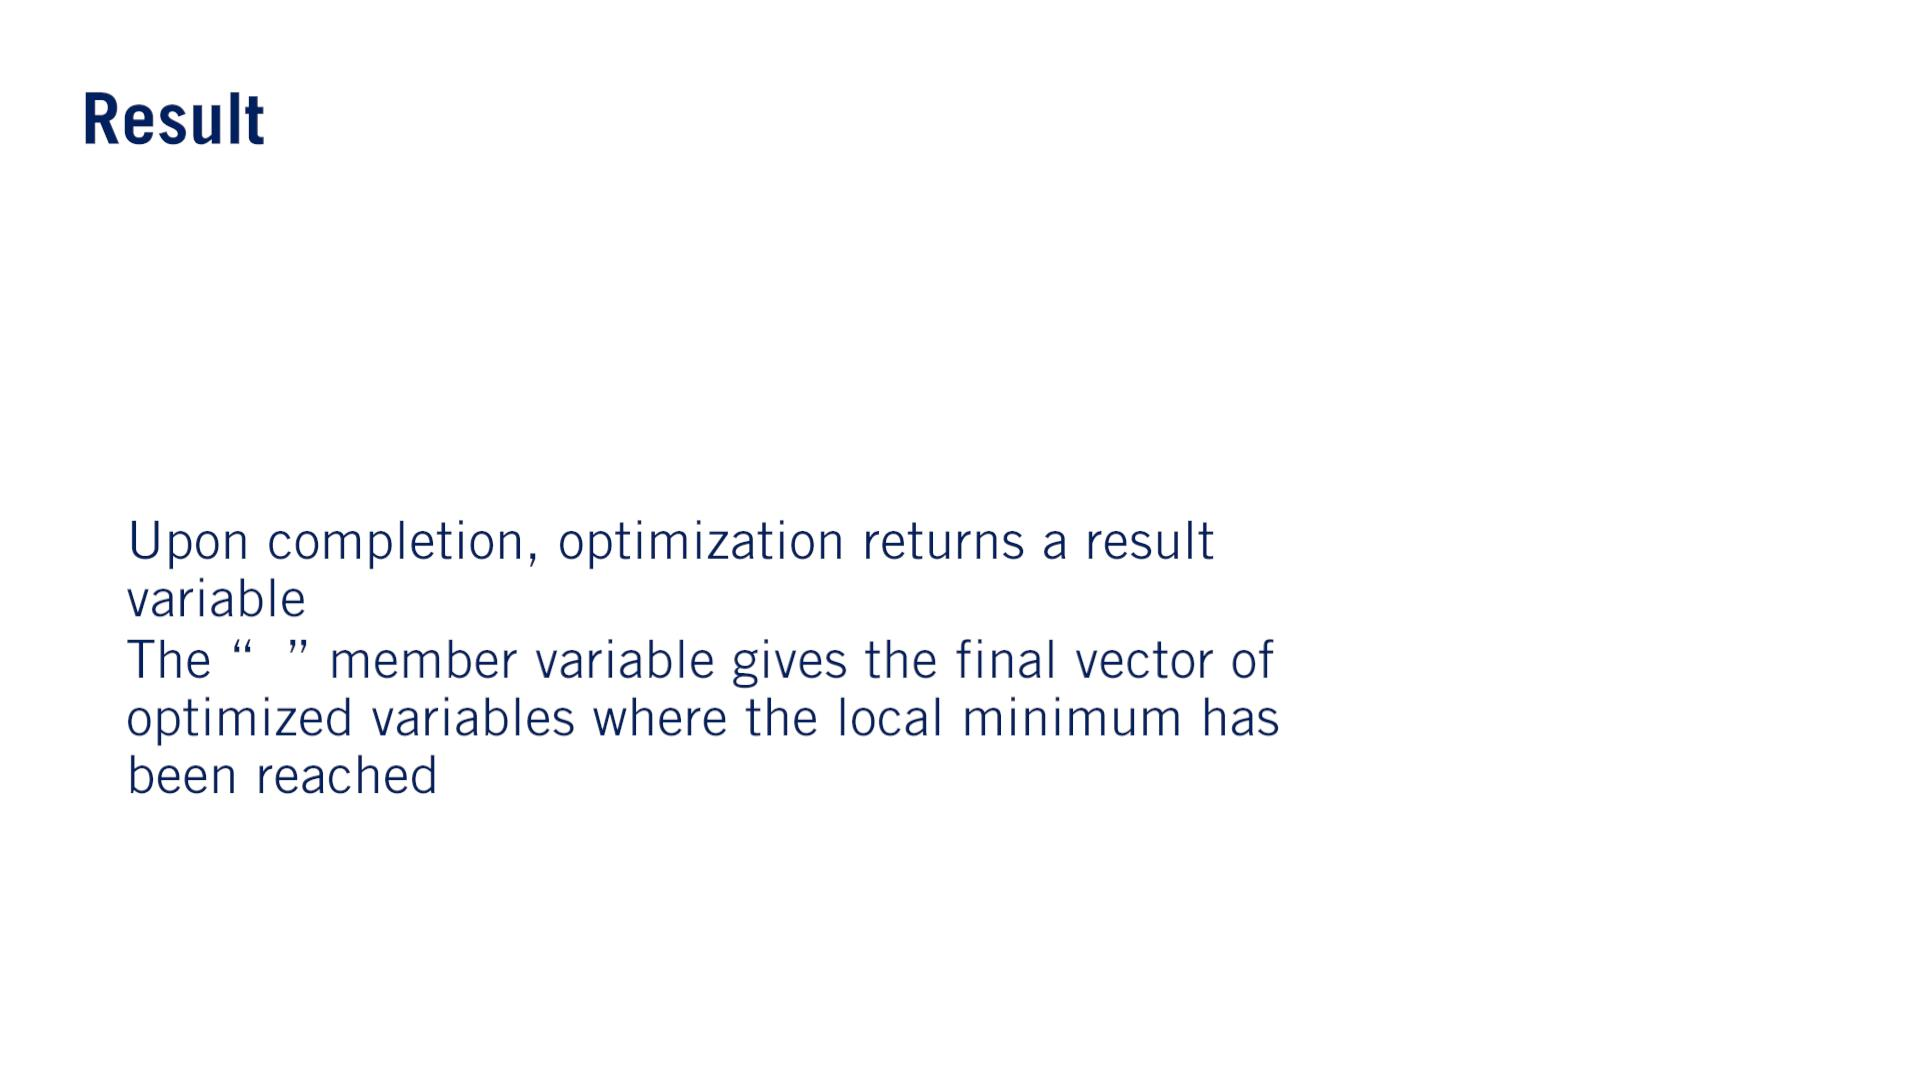 Result
Upon completion, optimization returns a result
variable
The “ ” member variable gives the final vector of
optimized variables where the local minimum has
been reached